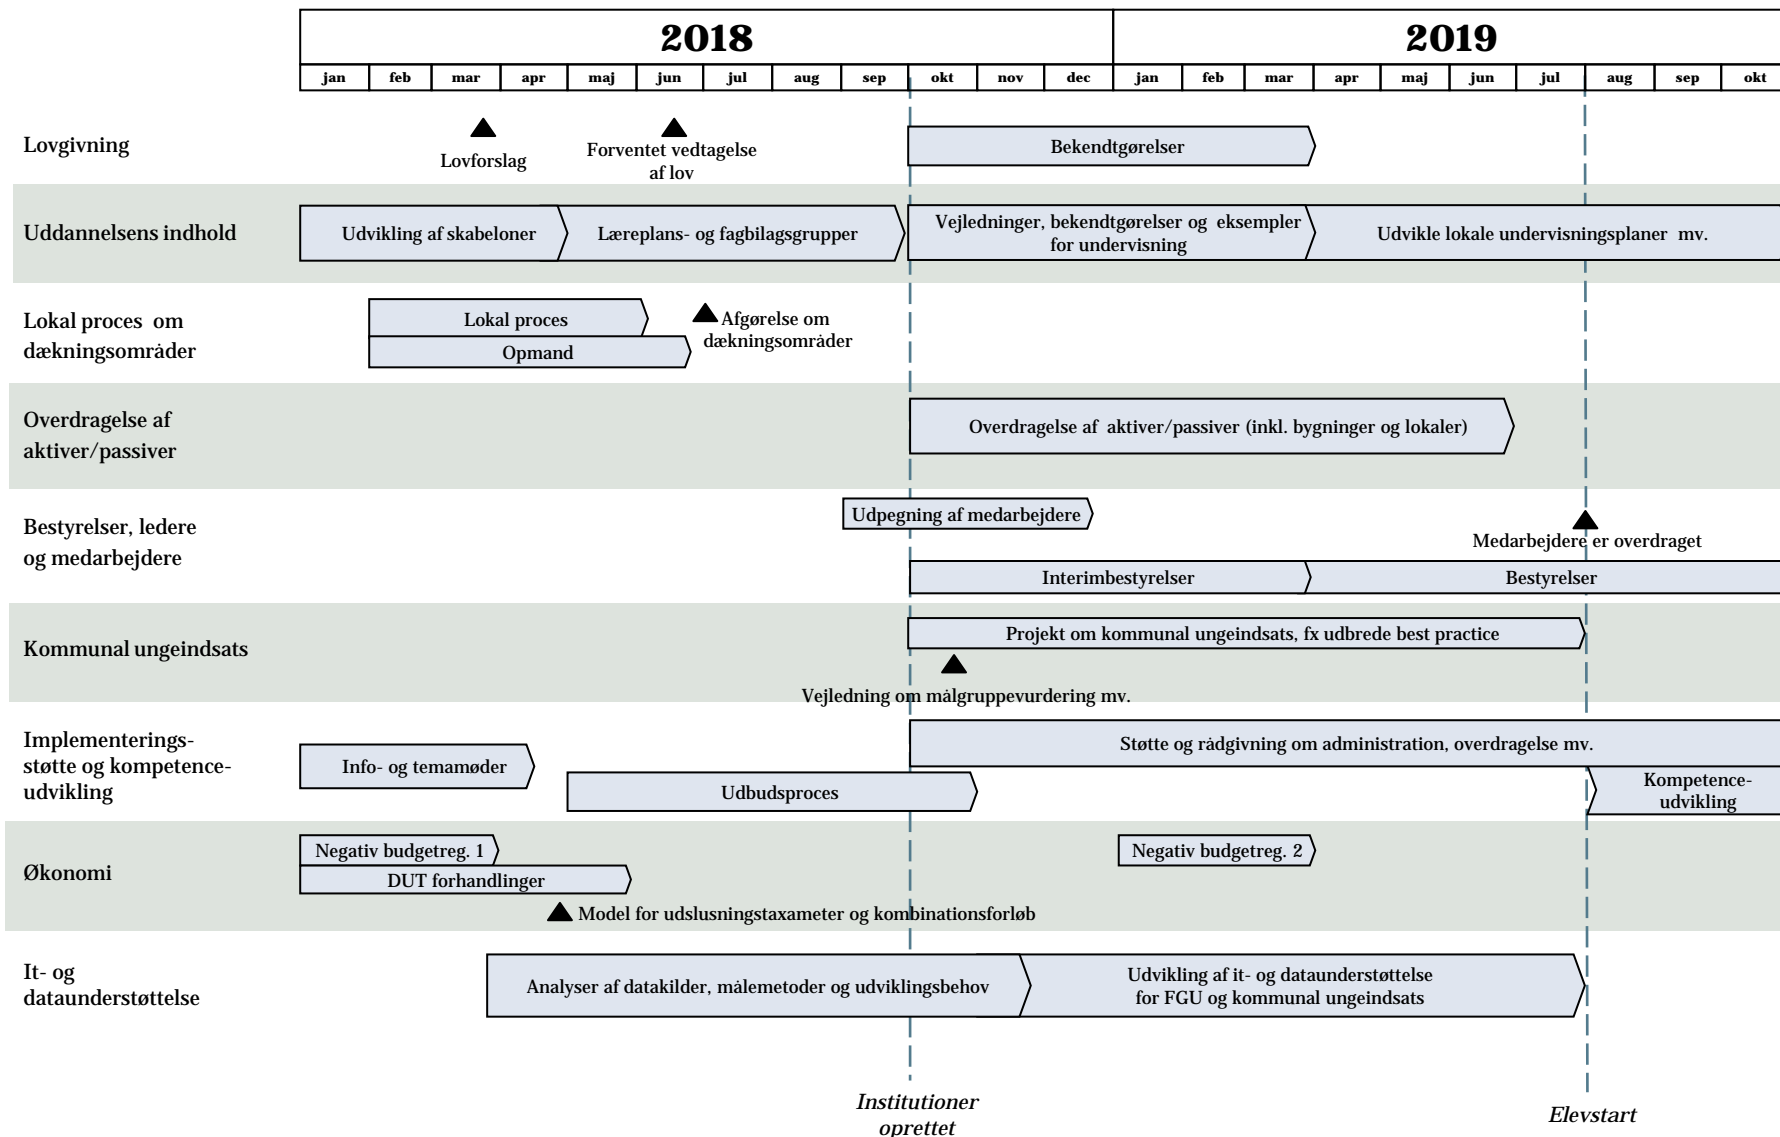 2018
2019
jan feb mar apr maj jun jul aug sep okt nov dec jan feb mar apr maj jun jul aug sep okt
Lovgivning
Lovforslag
Forventet vedtagelse
af lov
Bekendtgørelser
Uddannelsens indhold
Udvikling af skabeloner
Læreplans- og fagbilagsgrupper
Vejledninger, bekendtgørelser og eksempler
for undervisning
Udvikle lokale undervisningsplaner mv.
Lokal proces om
dækningsområder
Lokal proces
Opmand
Afgørelse om
dækningsområder
Overdragelse af
aktiver/passiver
Overdragelse af aktiver/passiver (inkl. bygninger og lokaler)
Bestyrelser, ledere
og medarbejdere
Udpegning af medarbejdere
Medarbejdere er overdraget
Interimbestyrelser
Bestyrelser
Kommunal ungeindsats
Projekt om kommunal ungeindsats, fx udbrede best practice
Vejledning om målgruppevurdering mv.
Implementerings-
støtte og kompetence-
udvikling
Info- og temamøder
Udbudsproces
Støtte og rådgivning om administration, overdragelse mv.
Kompetence-
udvikling
Økonomi
Negativ budgetreg. 1
DUT forhandlinger
Negativ budgetreg. 2
Model for udslusningstaxameter og kombinationsforløb
It- og
dataunderstøttelse
Analyser af datakilder, målemetoder og udviklingsbehov
Udvikling af it- og dataunderstøttelse
for FGU og kommunal ungeindsats
Institutioner
oprettet
Elevstart